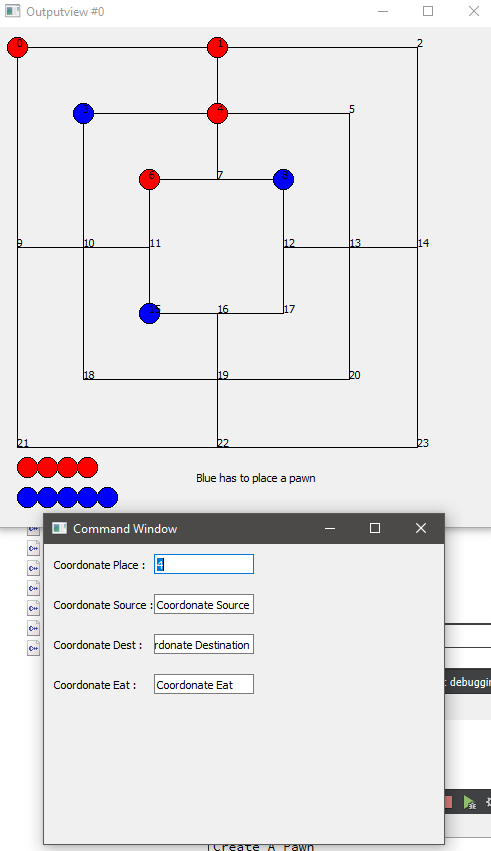 Outputview #0
0 1 2
3 4 5
6 7 8
9 10 11 12 13 14
15 16 17
18 19 20
21 22 23
Blue has to place a pawn
Command Window
Coordonate Place : 4
Coordonate Source : Coordonate Source
Coordonate Dest : rdonate Destination
Coordonate Eat : Coordonate Eat
: debuggin
Create A Pawn